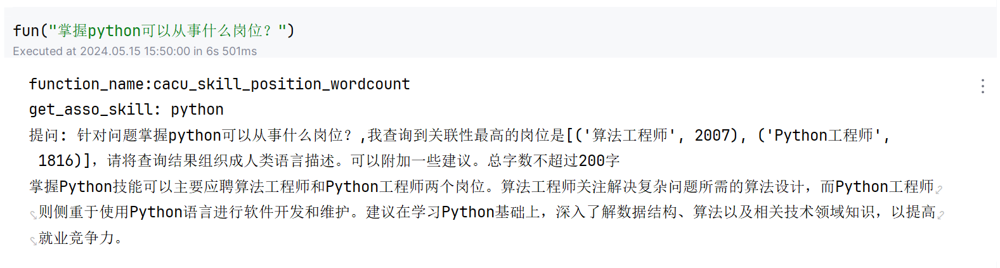 fun("掌握python可以从事什么岗位？")
Executed at 2024.05.15 15:50:00 in 6s 501ms
function_name:cacu_skill_position_wordcount
get_asso_skill: python
提问: 针对问题掌握python可以从事什么岗位？,我查询到关联性最高的岗位是[('算法工程师', 2007), ('Python工程师',
1816)]，请将查询结果组织成人类语言描述。可以附加一些建议。总字数不超过200字
掌握Python技能可以主要应聘算法工程师和Python工程师两个岗位。算法工程师关注解决复杂问题所需的算法设计，而Python工程师
则侧重于使用Python语言进行软件开发和维护。建议在学习Python基础上，深入了解数据结构、算法以及相关技术领域知识，以提高
就业竞争力。